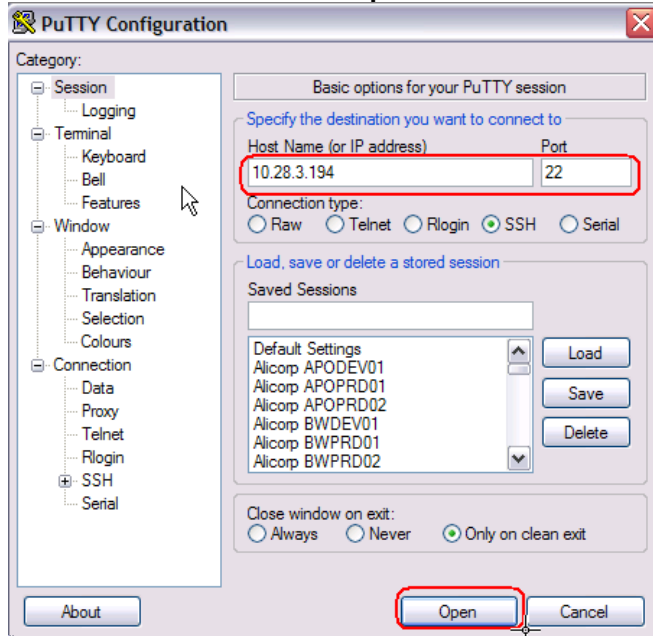 PuTTY Configuration
Category:
Session
Logging
Terminal
Keyboard
Bell
Features
Window
Appearance
Behaviour
Translation
Selection
Colours
Connection
Data
Proxy
Telnet
Rlogin
SSH
Serial
Basic options for your PuTTY session
Specify the destination you want to connect to
Host Name (or IP address) Port
10.28.3.194 22
Connection type:
Raw Telnet Rlogin SSH Serial
Load, save or delete a stored session
Saved Sessions
Default Settings
Alicorp APODEV01
Alicorp APOPRD01
Alicorp APOPRD02
Alicorp BWDEV01
Alicorp BWPRD01
Alicorp BWPRD02
Load
Save
Delete
Close window on exit:
Always Never Only on clean exit
About Open Cancel